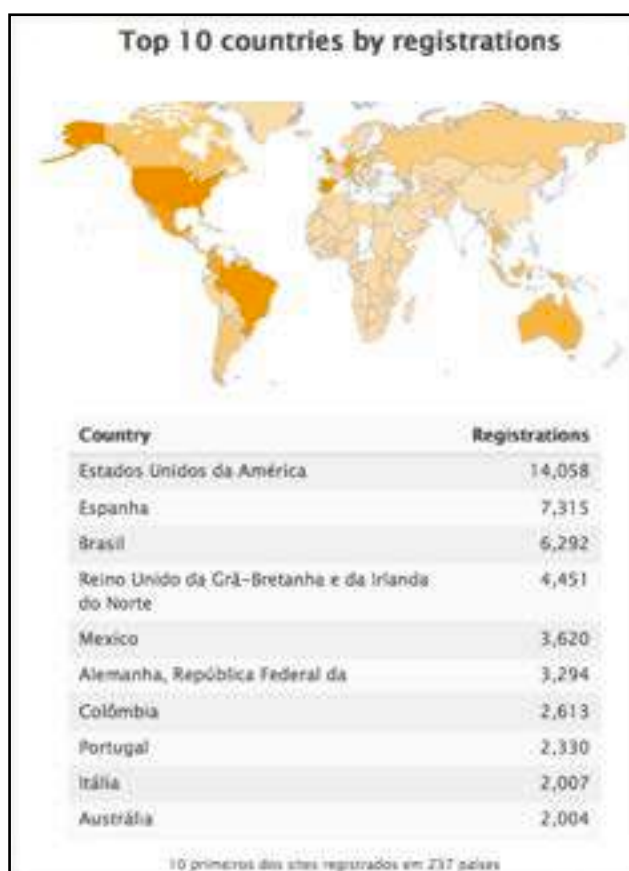 Top 10 countries by registrations
Country Registrations
Estados Unidos da América 14,058
Espanha 7,315
Brasil 6,292
Reino Unido da Grã-Bretanha e da Irlanda 4,451
do Norte
Mexico 3,620
Alemanha, República Federal da 3,294
Colômbia 2,613
Portugal 2,330
Itália 2,007
Austrália 2,004
10 primeiros dos sites registrados em 237 países